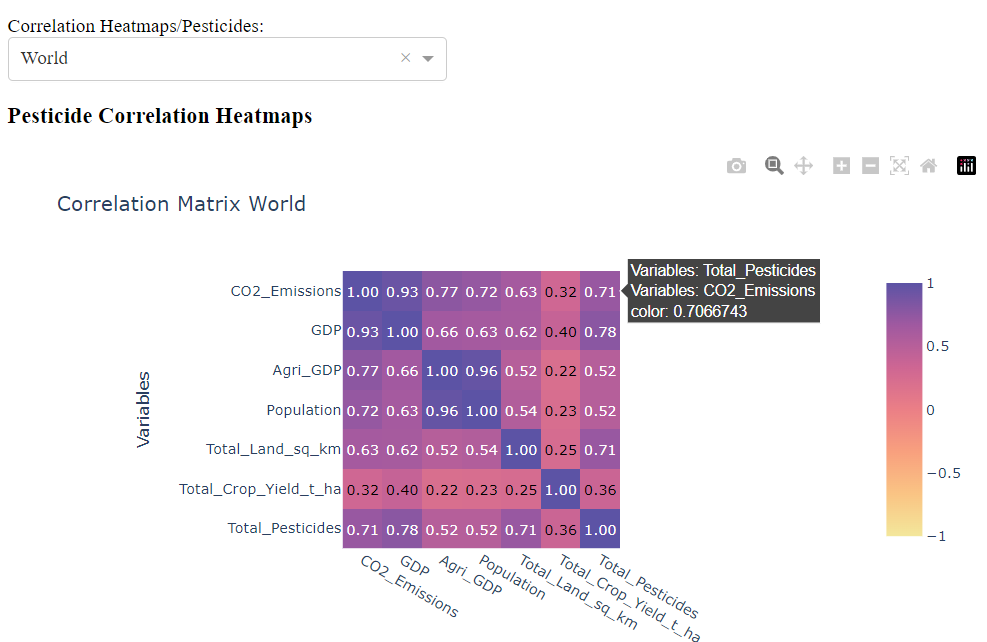 Correlation Heatmaps/Pesticides:
World
Pesticide Correlation Heatmaps
Correlation Matrix World
Variables: Total_Pesticides
Variables: CO2_Emissions
color: 0.7066743
Variables
CO2_Emissions 1.00 0.93 0.77 0.72 0.63 0.32 0.71
GDP 0.93 1.00 0.66 0.63 0.62 0.40 0.78
Agri_GDP 0.77 0.66 1.00 0.96 0.52 0.22 0.52
Population 0.72 0.63 0.96 1.00 0.54 0.23 0.52
Total_Land_sq_km 0.63 0.62 0.52 0.54 1.00 0.25 0.71
Total_Crop_Yield_t_ha 0.32 0.40 0.22 0.23 0.25 1.00 0.36
Total_Pesticides 0.71 0.78 0.52 0.52 0.71 0.36 1.00
CO2_Emissions
GDP
Agri_GDP
Population
Total_Land_sq_km
Total_Crop_Yield_t_ha
Total_Pesticides
1
0.5
0
−0.5
−1